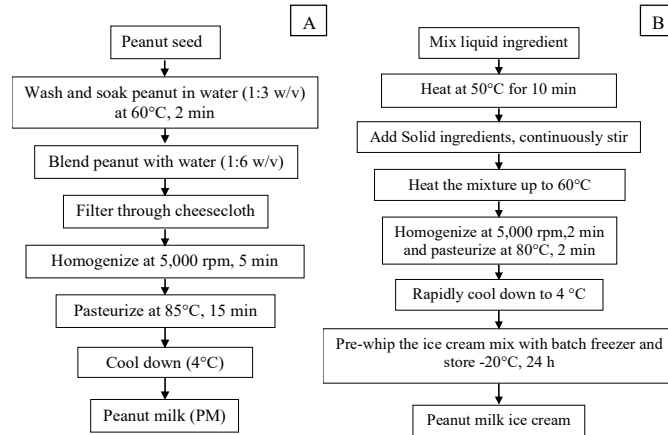 A
Peanut seed
Wash and soak peanut in water (1:3 w/v)
at 60°C, 2 min
Blend peanut with water (1:6 w/v)
Filter through cheesecloth
Homogenize at 5,000 rpm, 5 min
Pasteurize at 85°C, 15 min
Cool down (4°C)
Peanut milk (PM)
B
Mix liquid ingredient
Heat at 50°C for 10 min
Add Solid ingredients, continuously stir
Heat the mixture up to 60°C
Homogenize at 5,000 rpm,2 min
and pasteurize at 80°C, 2 min
Rapidly cool down to 4 °C
Pre-whip the ice cream mix with batch freezer and
store -20°C, 24 h
Peanut milk ice cream